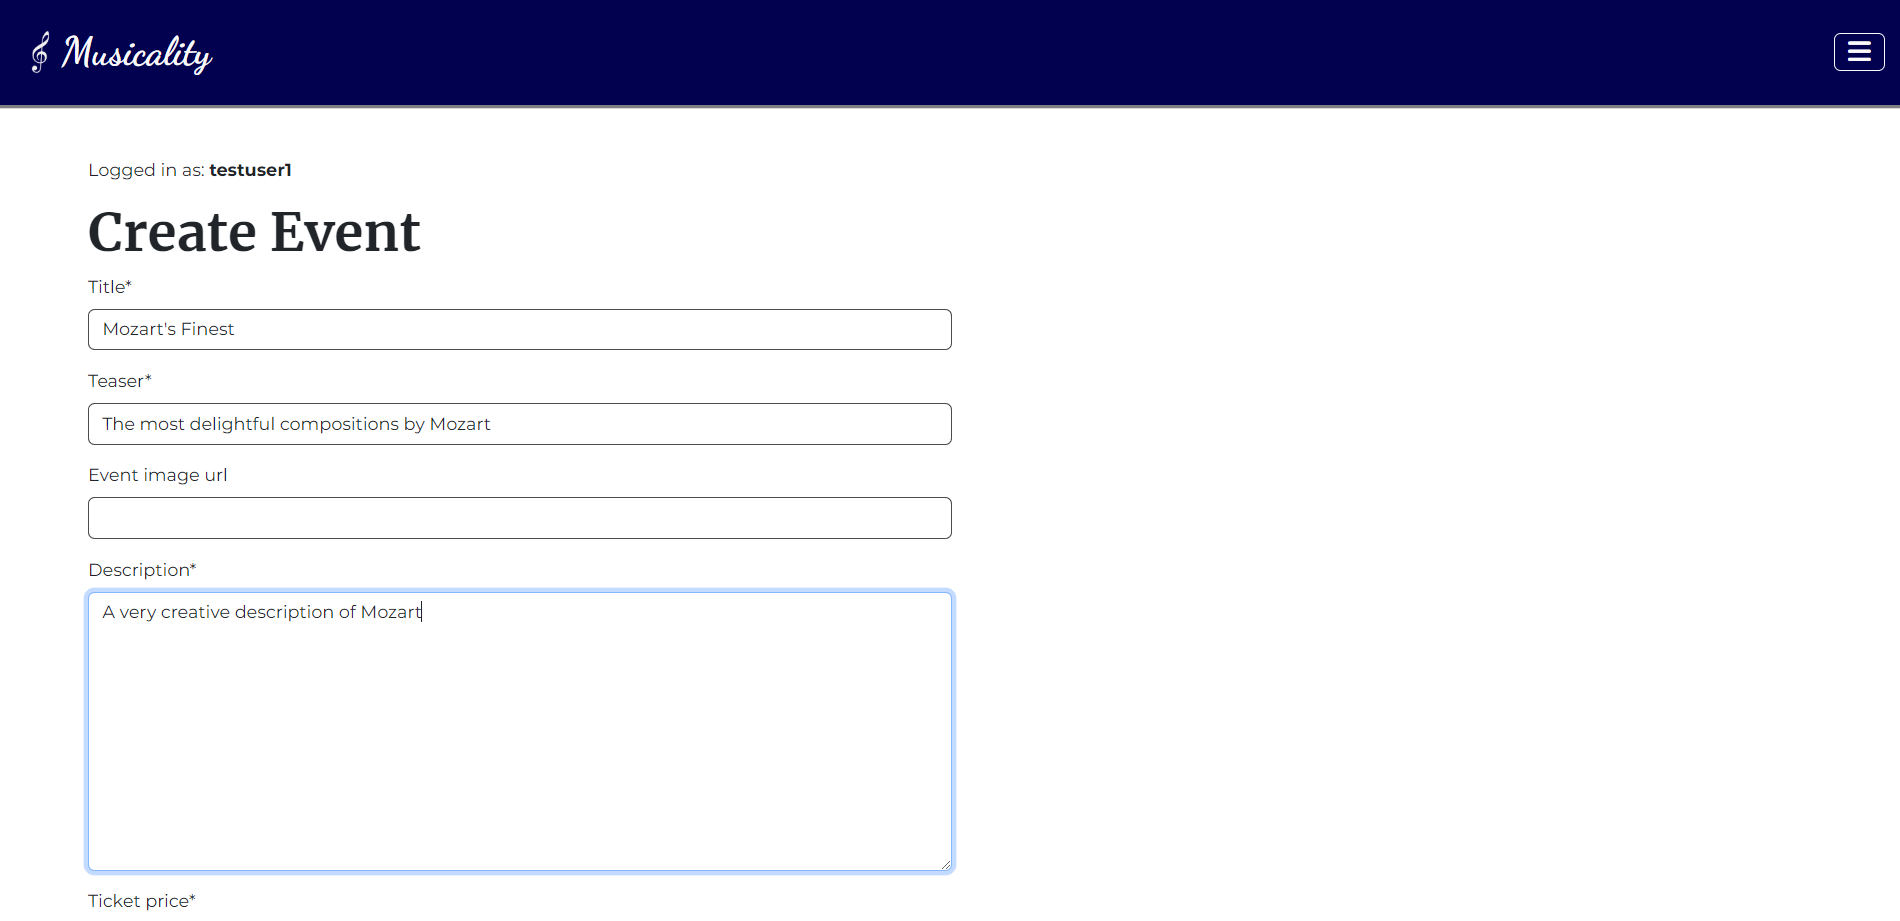 Musicality
Logged in as: testuser1
Create Event
Title*
Mozart's Finest
Teaser*
The most delightful compositions by Mozart
Event image url
Description*
A very creative description of Mozart
Ticket price*